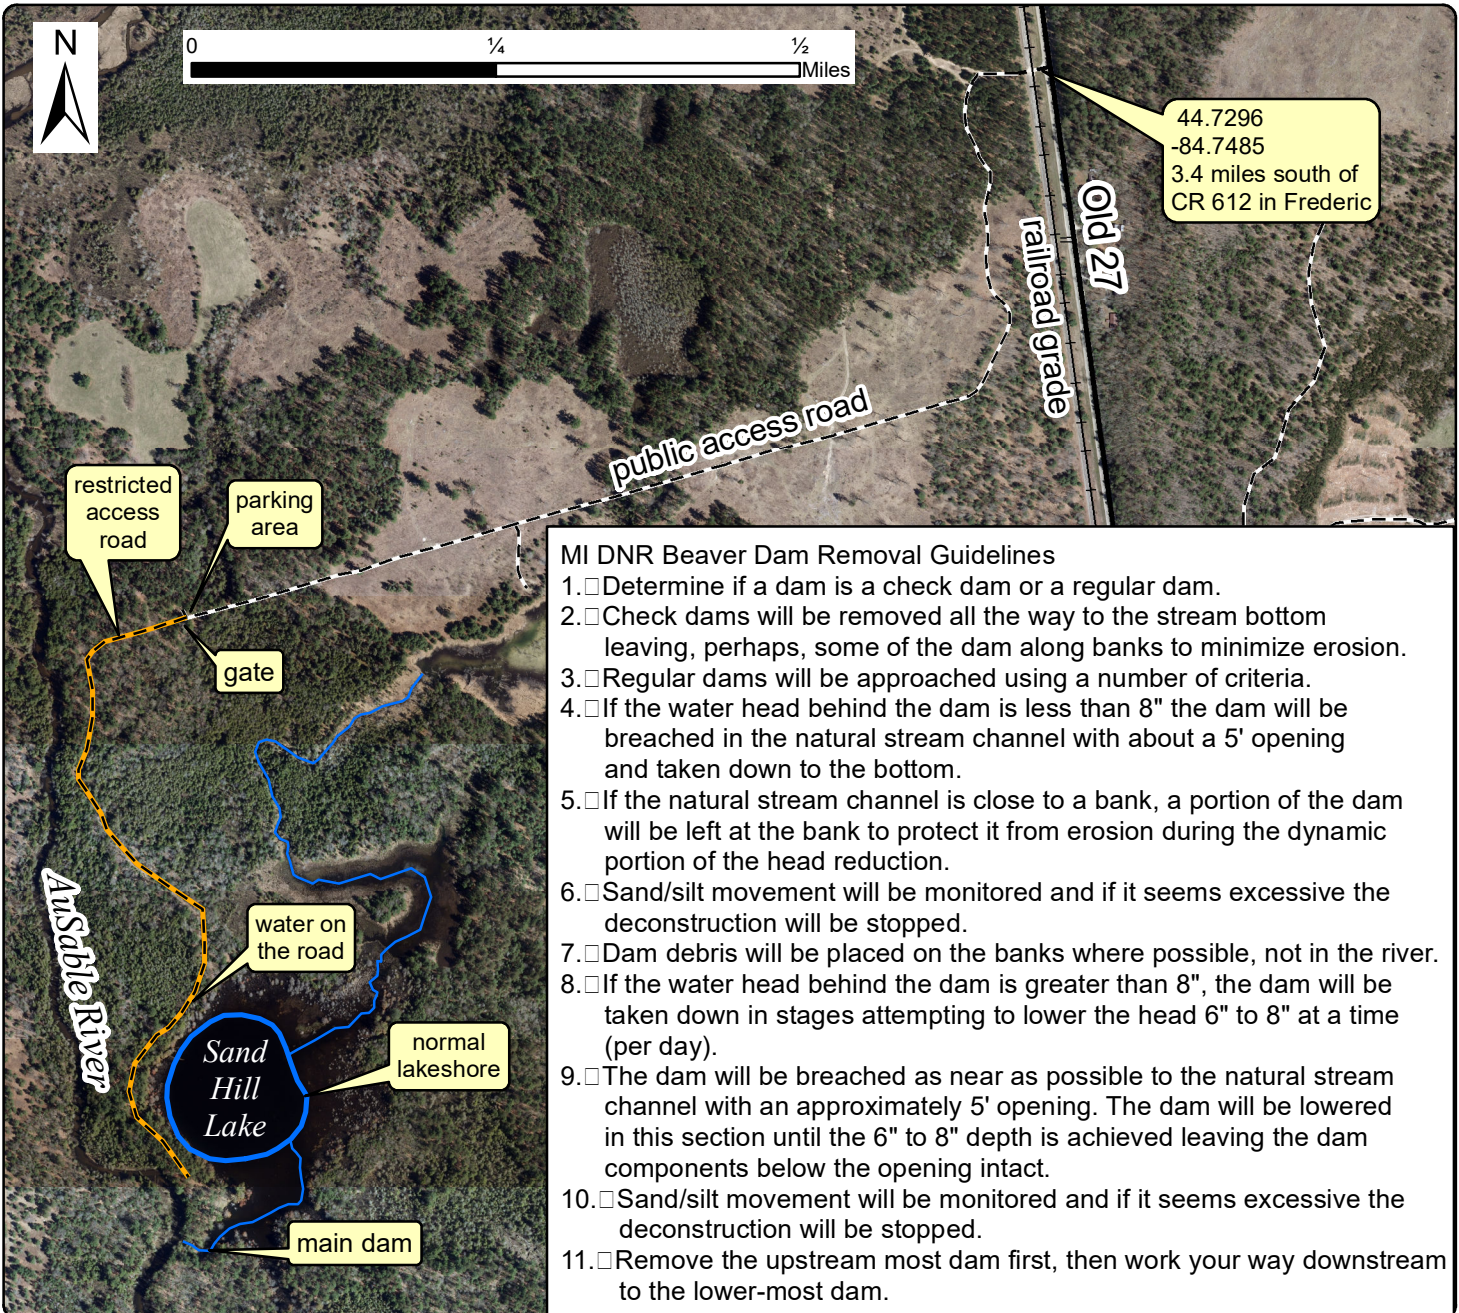 N
0 ¼ ½
Miles
44.7296
-84.7485
3.4 miles south of
CR 612 in Frederic
Old 27
railroad grade
public access road
restricted
access
road
parking
area
gate
AuSable River
water on
the road
normal
lakeshore
Sand
Hill
Lake
main dam
MI DNR Beaver Dam Removal Guidelines
1.□Determine if a dam is a check dam or a regular dam.
2.□Check dams will be removed all the way to the stream bottom
leaving, perhaps, some of the dam along banks to minimize erosion.
3.□Regular dams will be approached using a number of criteria.
4.□If the water head behind the dam is less than 8" the dam will be
breached in the natural stream channel with about a 5' opening
and taken down to the bottom.
5.□If the natural stream channel is close to a bank, a portion of the dam
will be left at the bank to protect it from erosion during the dynamic
portion of the head reduction.
6.□Sand/silt movement will be monitored and if it seems excessive the
deconstruction will be stopped.
7.□Dam debris will be placed on the banks where possible, not in the river.
8.□If the water head behind the dam is greater than 8", the dam will be
taken down in stages attempting to lower the head 6" to 8" at a time
(per day).
9.□The dam will be breached as near as possible to the natural stream
channel with an approximately 5' opening. The dam will be lowered
in this section until the 6" to 8" depth is achieved leaving the dam
components below the opening intact.
10.□Sand/silt movement will be monitored and if it seems excessive the
deconstruction will be stopped.
11.□Remove the upstream most dam first, then work your way downstream
to the lower-most dam.